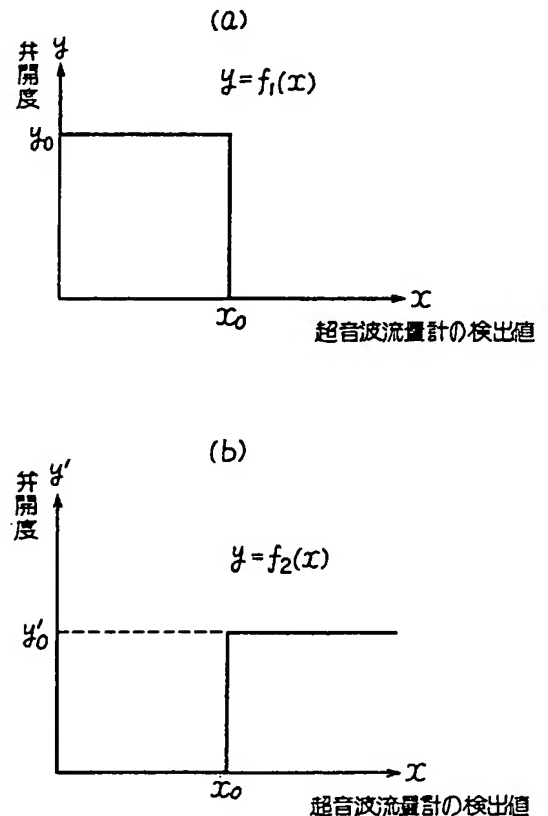 (a)
弁開度
y
y=f₁(x)
y₀
x₀
x
超音波流量計の検出値
(b)
弁開度
y'
y=f₂(x)
y'₀
x₀
x
超音波流量計の検出値